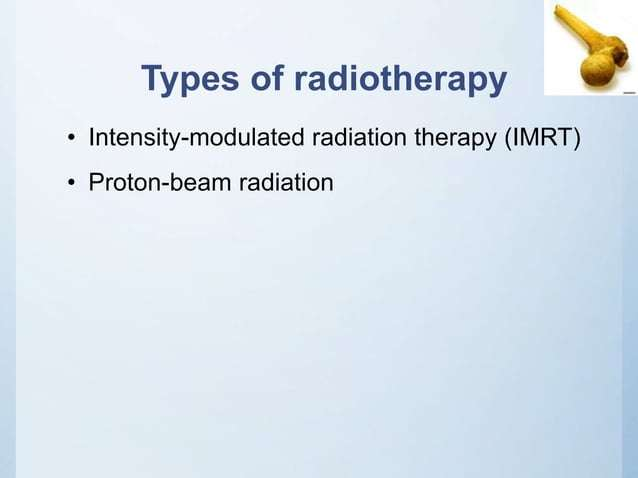 Types of radiotherapy
• Intensity-modulated radiation therapy (IMRT)
• Proton-beam radiation